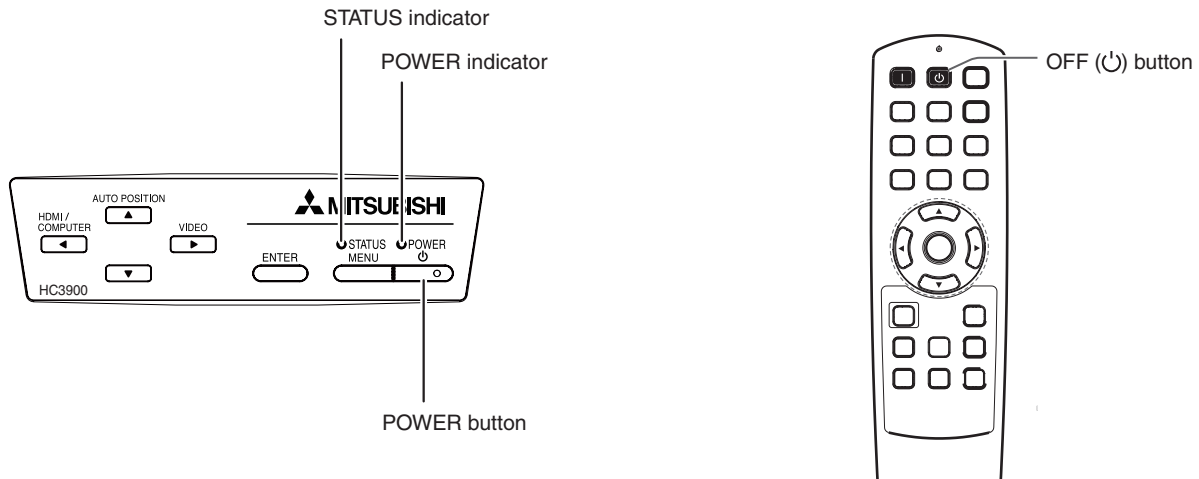 STATUS indicator
POWER indicator
OFF (⏻) button
AUTO POSITION
HDMI /
COMPUTER
VIDEO
MITSUBISHI
STATUS
POWER
ENTER
MENU
HC3900
POWER button